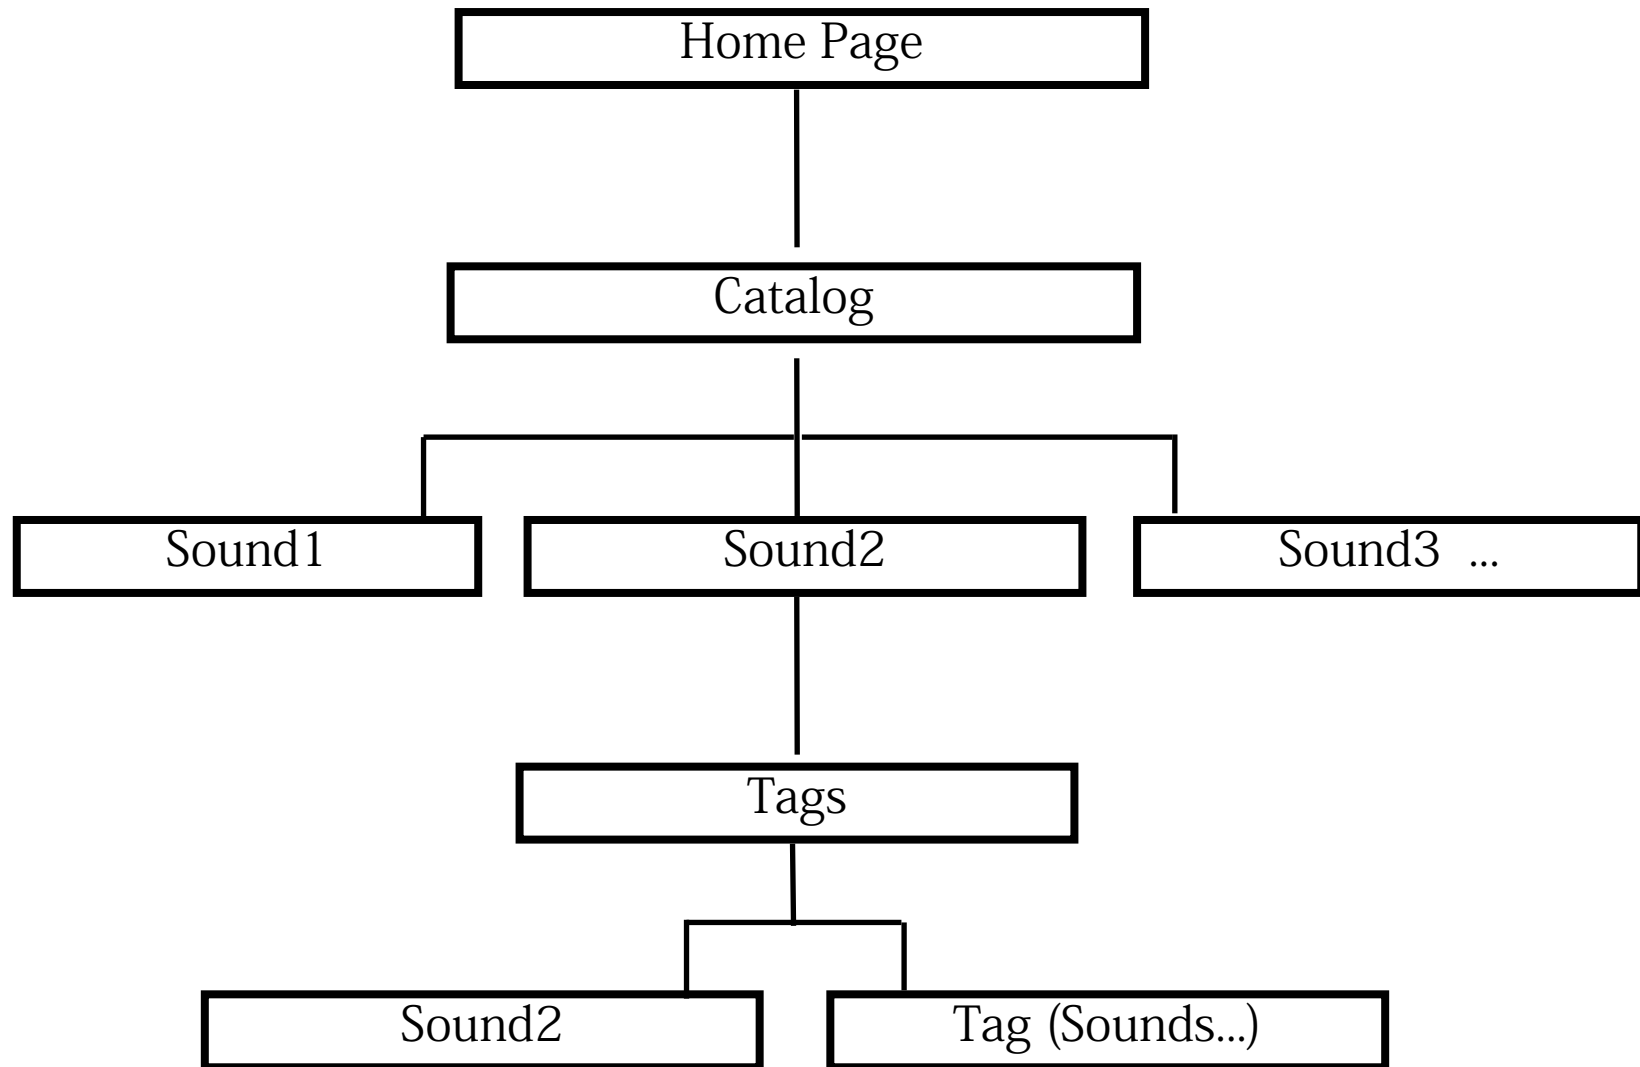 Home Page
Catalog
Sound1
Sound2
Sound3 ...
Tags
Sound2
Tag (Sounds...)